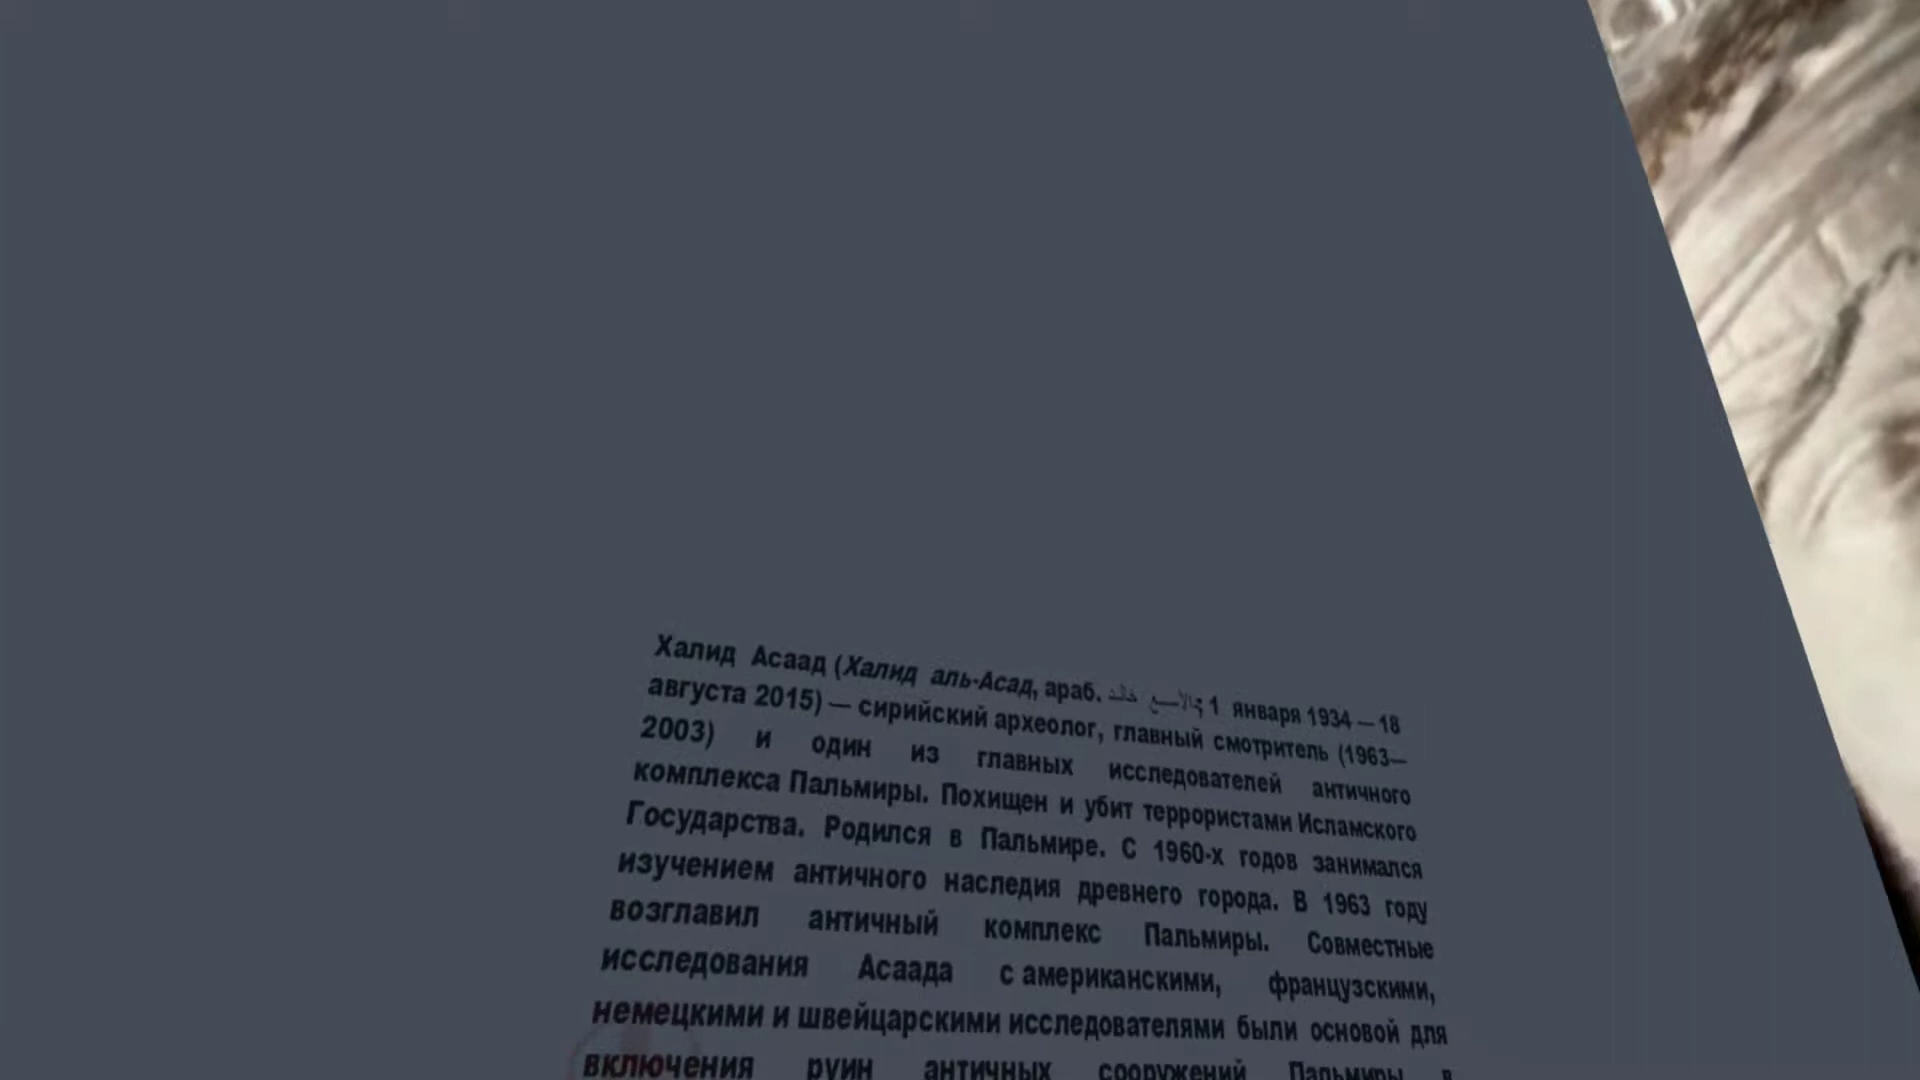 Халид Асаад (Халид аль-Асад, араб. 1 января 1934 — 18
августа 2015) — сирийский археолог, главный смотритель (1963—
2003) и один из главных исследователей античного
комплекса Пальмиры. Похищен и убит террористами Исламского
Государства. Родился в Пальмире. С 1960-х годов занимался
изучением античного наследия древнего города. В 1963 году
возглавил античный комплекс Пальмиры. Совместные
исследования Асаада с американскими, французскими,
немецкими и швейцарскими исследователями были основой для
включения руин античных сооружений Пальмиры в